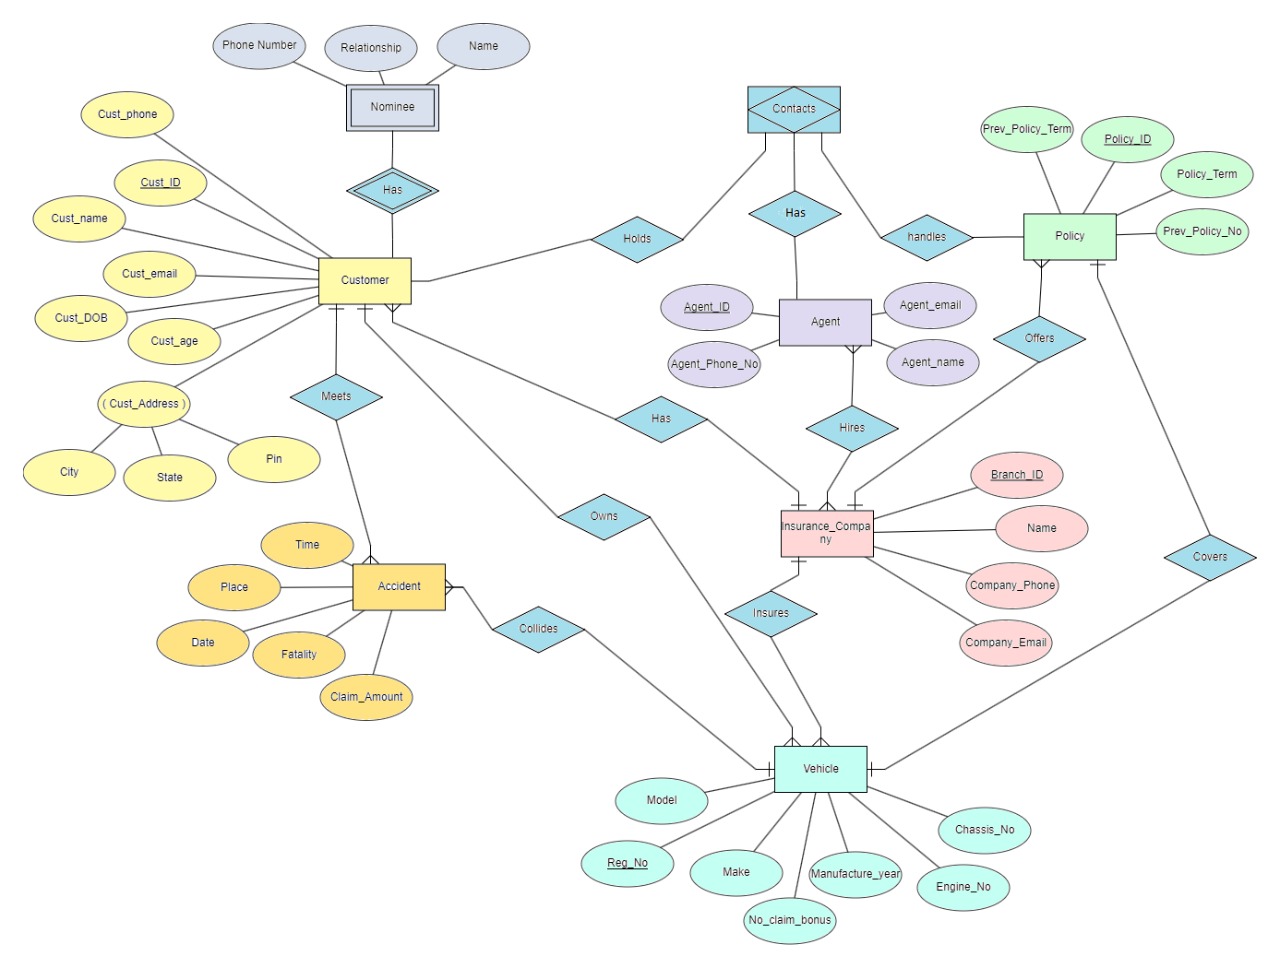 Phone Number
Relationship
Name
Nominee
Contacts
Cust_phone
Prev_Policy_Term
Policy_ID
Policy_Term
Cust_ID
Has
Has
Cust_name
Holds
handles
Policy
Prev_Policy_No
Cust_email
Customer
Agent_ID
Agent
Agent_email
Cust_DOB
Cust_age
Offers
Agent_Phone_No
Agent_name
Meets
( Cust_Address )
Has
Hires
City
State
Pin
Branch_ID
Owns
Insurance_Compa
ny
Name
Time
Covers
Place
Accident
Company_Phone
Insures
Date
Fatality
Collides
Company_Email
Claim_Amount
Vehicle
Model
Chassis_No
Reg_No
Make
Manufacture_year
Engine_No
No_claim_bonus